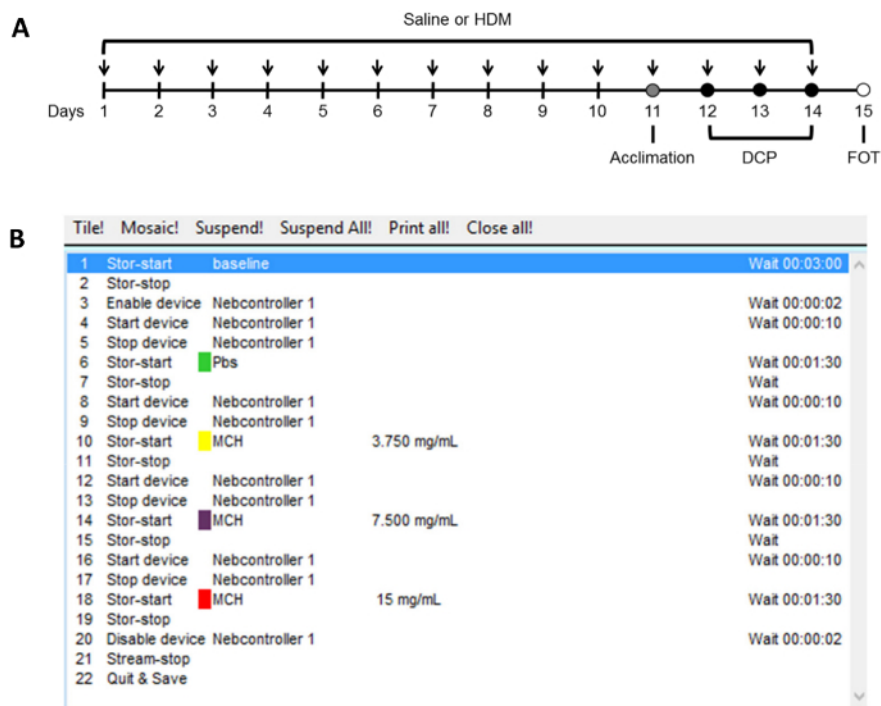 A
Saline or HDM
Days 1 2 3 4 5 6 7 8 9 10 11 12 13 14 15
Acclimation DCP FOT
B
Tile! Mosaic! Suspend! Suspend All! Print all! Close all!
1 Stor-start baseline Wait 00:03:00
2 Stor-stop
3 Enable device Nebcontroller 1 Wait 00:00:02
4 Start device Nebcontroller 1 Wait 00:00:10
5 Stop device Nebcontroller 1
6 Stor-start Pbs Wait 00:01:30
7 Stor-stop Wait
8 Start device Nebcontroller 1 Wait 00:00:10
9 Stop device Nebcontroller 1
10 Stor-start MCH 3.750 mg/mL Wait 00:01:30
11 Stor-stop Wait
12 Start device Nebcontroller 1 Wait 00:00:10
13 Stop device Nebcontroller 1
14 Stor-start MCH 7.500 mg/mL Wait 00:01:30
15 Stor-stop Wait
16 Start device Nebcontroller 1 Wait 00:00:10
17 Stop device Nebcontroller 1
18 Stor-start MCH 15 mg/mL Wait 00:01:30
19 Stor-stop
20 Disable device Nebcontroller 1 Wait 00:00:02
21 Stream-stop
22 Quit & Save